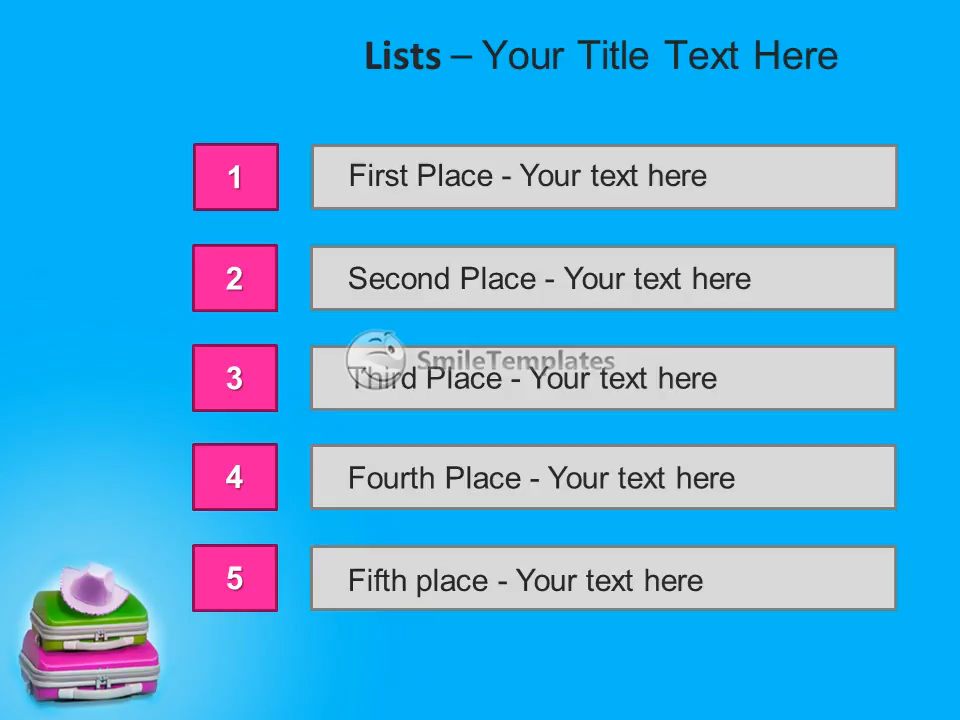 Lists – Your Title Text Here
1 First Place - Your text here
2 Second Place - Your text here
SmileTemplates
3 Third Place - Your text here
4 Fourth Place - Your text here
5 Fifth place - Your text here